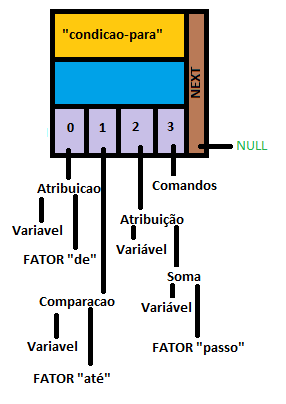 "condicao-para"
NEXT
0 1 2 3
NULL
Atribuicao
Comandos
Variavel
Atribuição
FATOR "de"
Variável
Soma
Comparacao
Variável
Variavel
FATOR "passo"
FATOR "até"